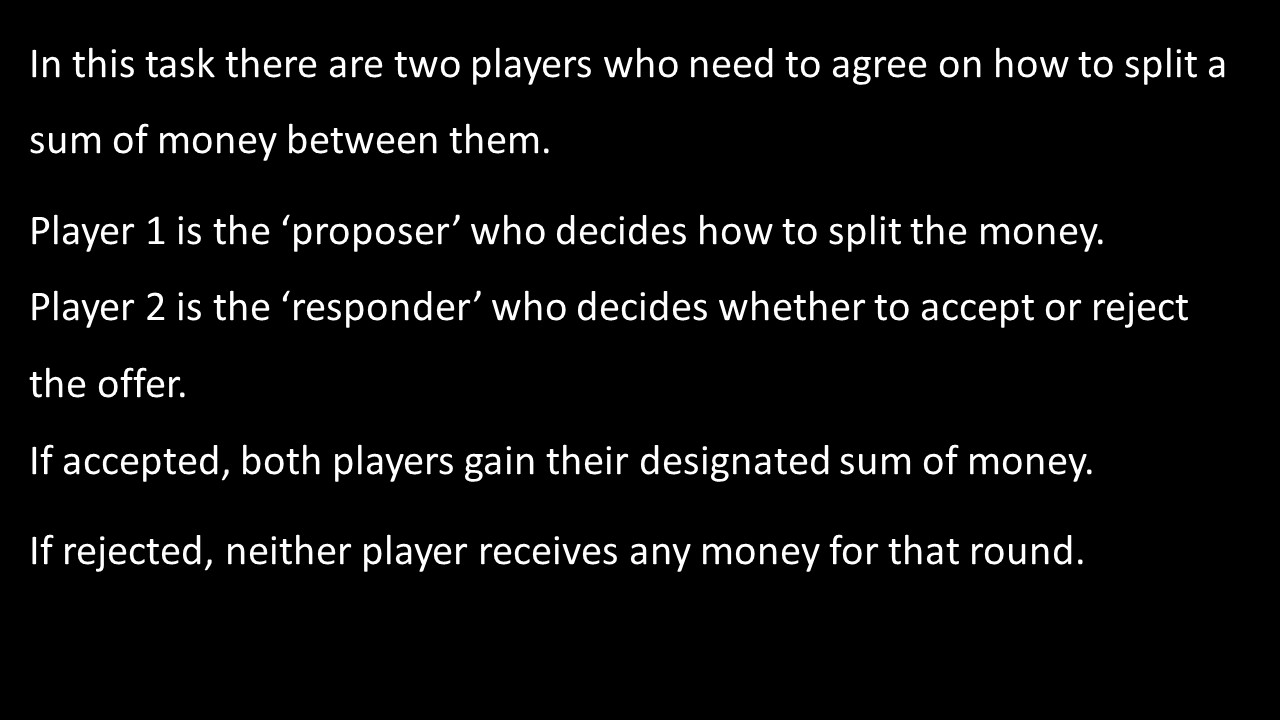 In this task there are two players who need to agree on how to split a
sum of money between them.
Player 1 is the ‘proposer’ who decides how to split the money.
Player 2 is the ‘responder’ who decides whether to accept or reject
the offer.
If accepted, both players gain their designated sum of money.
If rejected, neither player receives any money for that round.